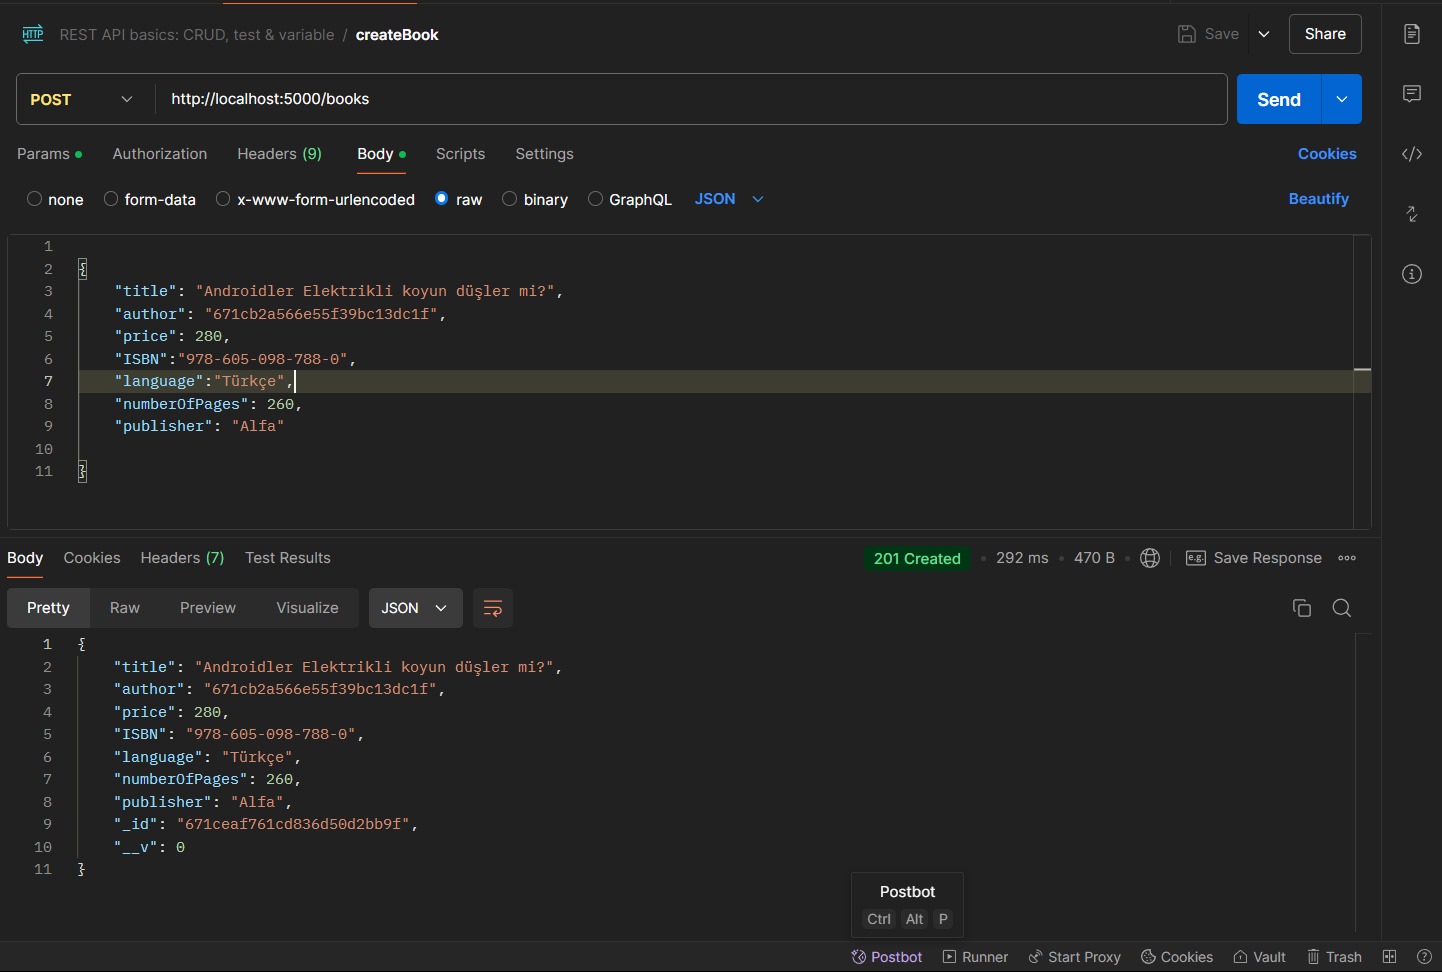 HTTP REST API basics: CRUD, test & variable / createBook Save Share
POST http://localhost:5000/books Send
Params Authorization Headers (9) Body Scripts Settings Cookies
none form-data x-www-form-urlencoded raw binary GraphQL JSON Beautify
1
2 {
3 "title": "Androidler Elektrikli koyun düşler mi?",
4 "author": "671cb2a566e55f39bc13dc1f",
5 "price": 280,
6 "ISBN":"978-605-098-788-0",
7 "language":"Türkçe",
8 "numberOfPages": 260,
9 "publisher": "Alfa"
10
11 }
Body Cookies Headers (7) Test Results 201 Created 292 ms 470 B e.g. Save Response
Pretty Raw Preview Visualize JSON
1 {
2 "title": "Androidler Elektrikli koyun düşler mi?",
3 "author": "671cb2a566e55f39bc13dc1f",
4 "price": 280,
5 "ISBN": "978-605-098-788-0",
6 "language": "Türkçe",
7 "numberOfPages": 260,
8 "publisher": "Alfa",
9 "_id": "671ceaf761cd836d50d2bb9f",
10 "__v": 0
11 }
Postbot
Ctrl Alt P
Postbot Runner Start Proxy Cookies Vault Trash